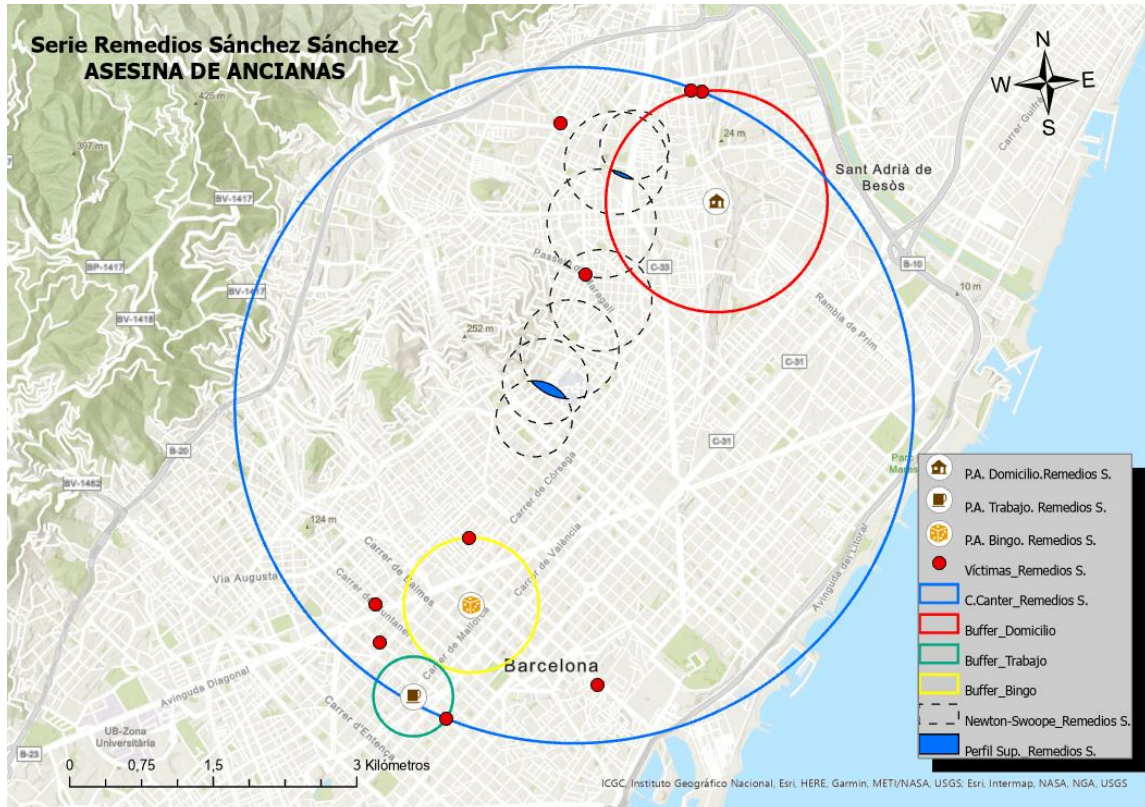 Serie Remedios Sánchez Sánchez
ASESINA DE ANCIANAS
N
W E
S
425 m
397 m
BV-1417
BP-1417
BV-1417
BV-1418
252 m
24 m
Sant Adrià de
Besòs
B-10
10 m
C-33
Rambla de Prim
C-31
C-31
B-20
BV-1462
124 m
Via Augusta
Carrer de Còrsega
Carrer de València
Carrer de Balmes
Carrer de Muntaner
Carrer de Mallorca
Avinguda del Litoral
Barcelona
Avinguda Diagonal
Carrer d'Entença
UB-Zona
Universitària
B-23
0 0,75 1,5 3 Kilómetros
P.A. Domicilio.Remedios S.
P.A. Trabajo. Remedios S.
P.A. Bingo. Remedios S.
Víctimas_Remedios S.
C.Canter_Remedios S.
Buffer_Domicilio
Buffer_Trabajo
Buffer_Bingo
Newton-Swoope_Remedios S.
Perfil Sup. Remedios S.
ICGC, Instituto Geográfico Nacional, Esri, HERE, Garmin, METI/NASA, USGS; Esri, Intermap, NASA, NGA, USGS